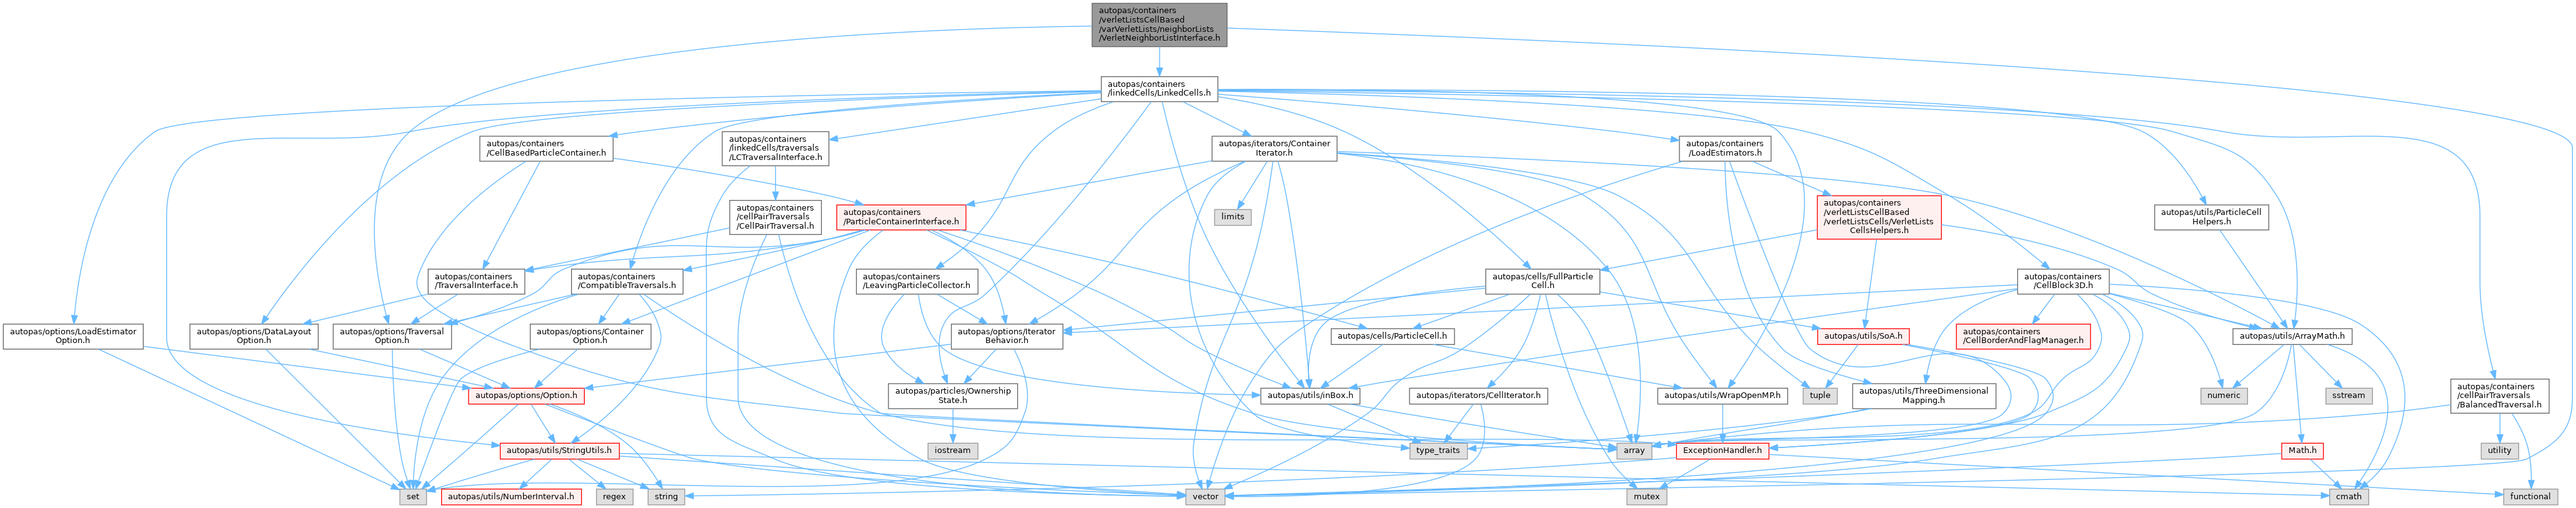 autopas/containers
/verletListsCellBased
/varVerletLists/neighborLists
/VerletNeighborListInterface.h
autopas/containers
/linkedCells/LinkedCells.h
autopas/containers
/CellBasedParticleContainer.h
autopas/containers
/linkedCells/traversals
/LCTraversalInterface.h
autopas/iterators/Container
Iterator.h
autopas/containers
/LoadEstimators.h
limits
autopas/containers
/cellPairTraversals
/CellPairTraversal.h
autopas/containers
/ParticleContainerInterface.h
autopas/containers
/verletListsCellBased
/verletListsCells/VerletLists
CellsHelpers.h
autopas/utils/ParticleCell
Helpers.h
autopas/containers
/TraversalInterface.h
autopas/containers
/CompatibleTraversals.h
autopas/containers
/LeavingParticleCollector.h
autopas/cells/FullParticle
Cell.h
autopas/containers
/CellBlock3D.h
autopas/options/LoadEstimator
Option.h
autopas/options/DataLayout
Option.h
autopas/options/Traversal
Option.h
autopas/options/Container
Option.h
autopas/options/Iterator
Behavior.h
autopas/cells/ParticleCell.h
autopas/utils/SoA.h
autopas/containers
/CellBorderAndFlagManager.h
autopas/utils/ArrayMath.h
autopas/options/Option.h
autopas/particles/Ownership
State.h
autopas/utils/inBox.h
autopas/iterators/CellIterator.h
autopas/utils/WrapOpenMP.h
tuple
autopas/utils/ThreeDimensional
Mapping.h
numeric
sstream
autopas/containers
/cellPairTraversals
/BalancedTraversal.h
autopas/utils/StringUtils.h
iostream
type_traits
array
ExceptionHandler.h
Math.h
utility
set
autopas/utils/NumberInterval.h
regex
string
vector
mutex
cmath
functional